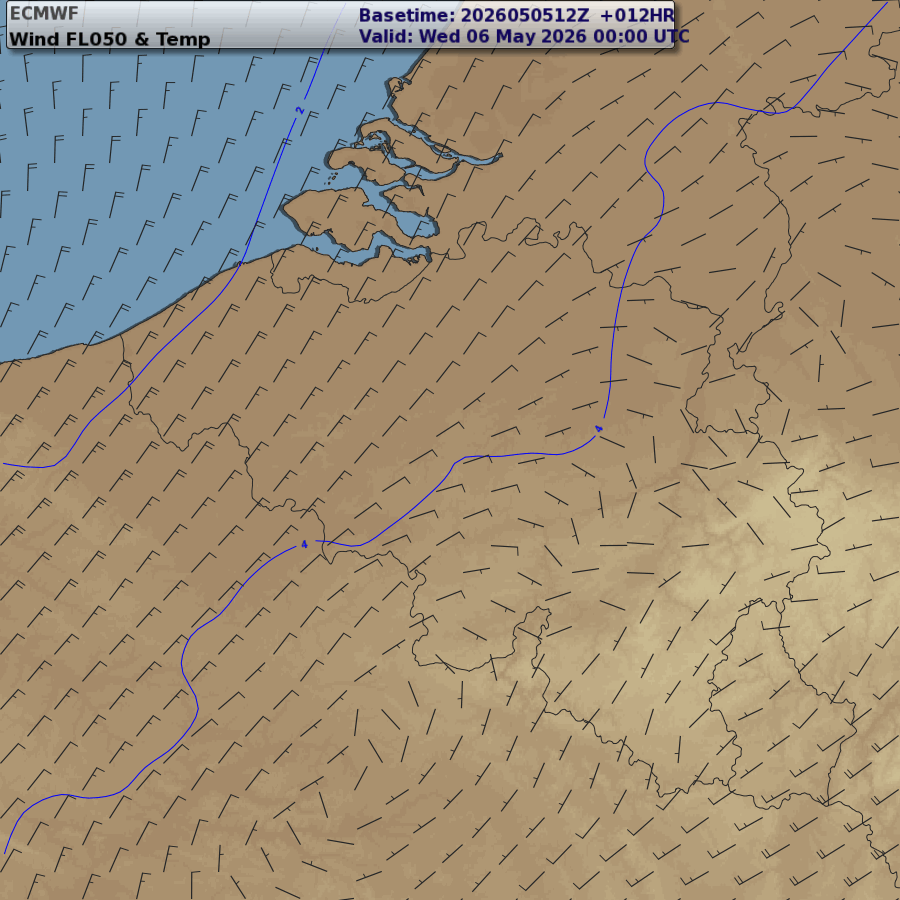 ECMWF
Basetime: 2026050512Z +012HR
Wind FL050 & Temp
Valid: Wed 06 May 2026 00:00 UTC
2
4
4